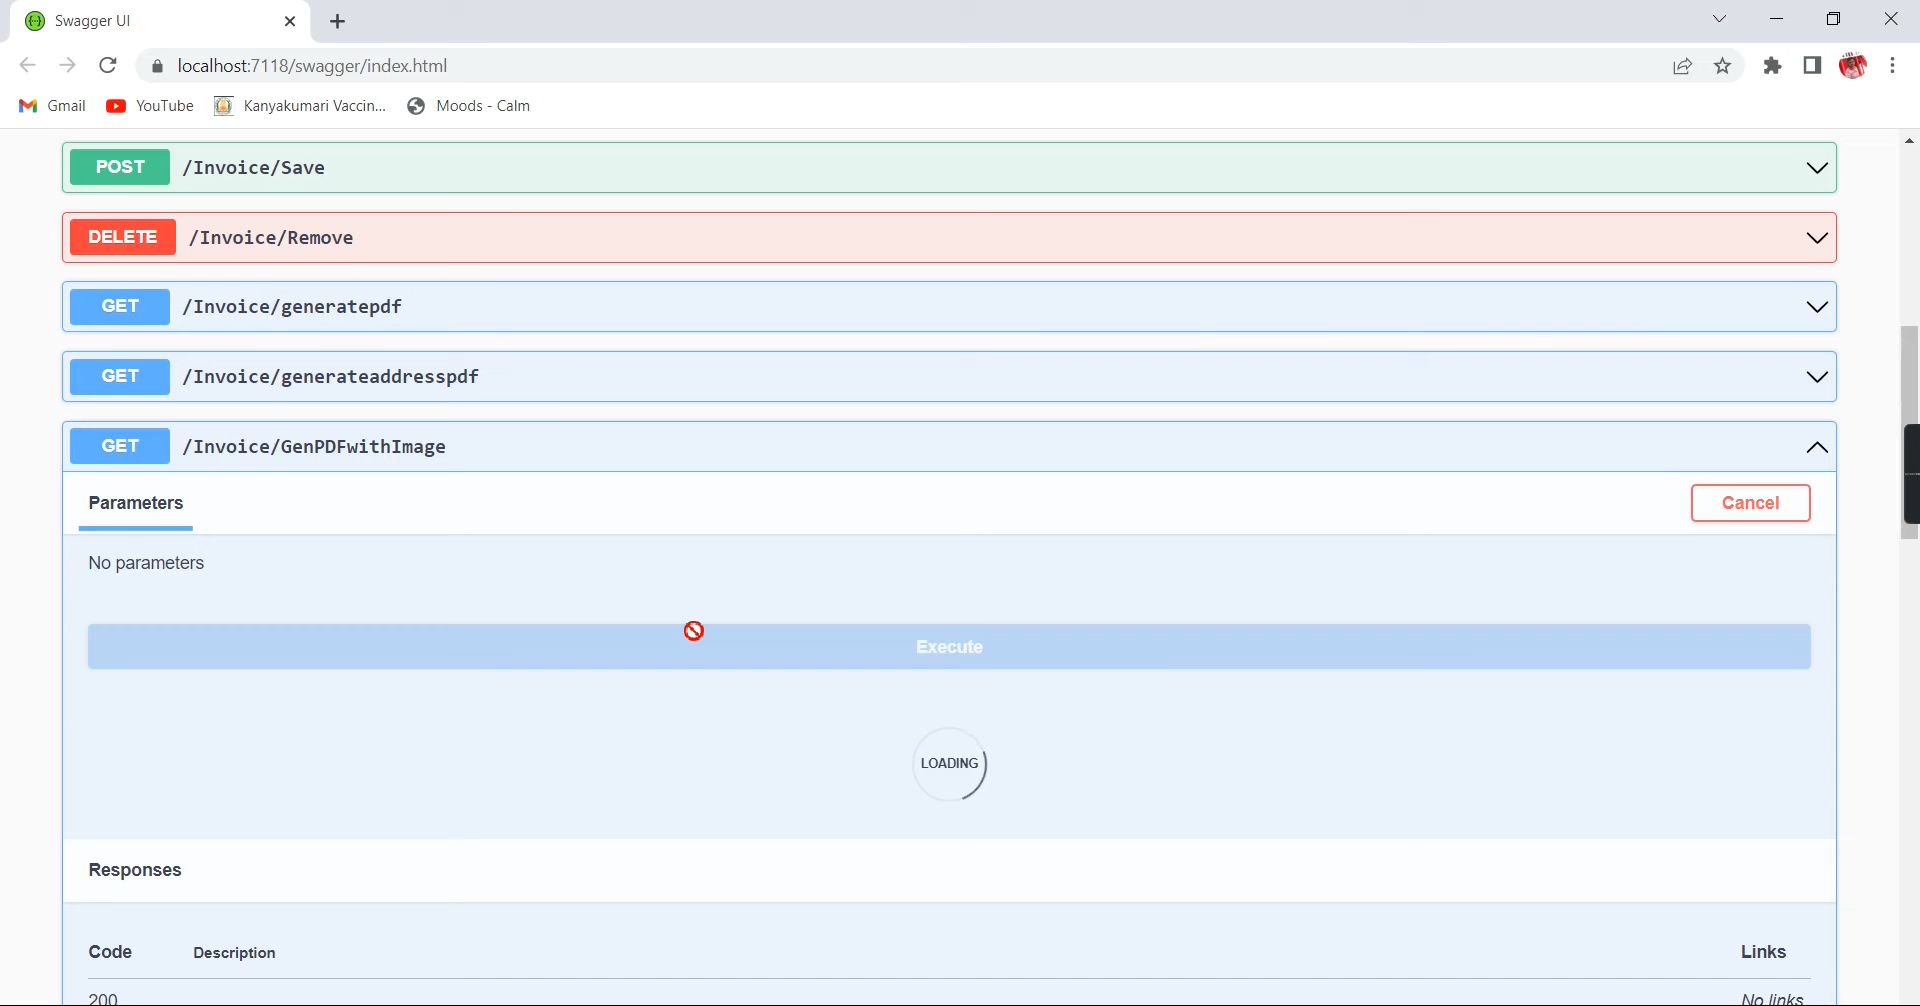 Swagger UI
localhost:7118/swagger/index.html
Gmail YouTube Kanyakumari Vaccin... Moods - Calm
POST /Invoice/Save
DELETE /Invoice/Remove
GET /Invoice/generatepdf
GET /Invoice/generateaddresspdf
GET /Invoice/GenPDFwithImage
Parameters Cancel
No parameters
Execute
LOADING
Responses
Code Description Links
200 No links